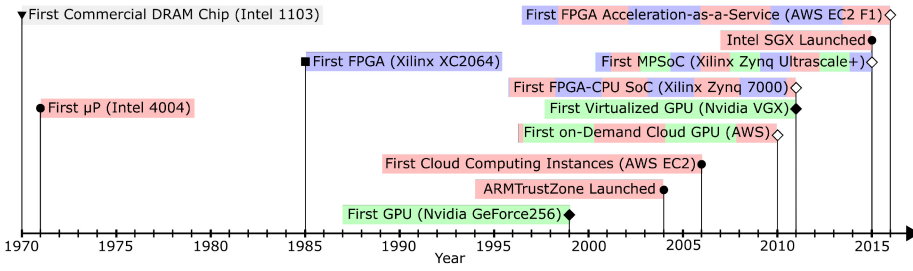 First Commercial DRAM Chip (Intel 1103)
First FPGA Acceleration-as-a-Service (AWS EC2 F1)
Intel SGX Launched
First FPGA (Xilinx XC2064)
First MPSoC (Xilinx Zynq Ultrascale+)
First FPGA-CPU SoC (Xilinx Zynq 7000)
First µP (Intel 4004)
First Virtualized GPU (Nvidia VGX)
First on-Demand Cloud GPU (AWS)
First Cloud Computing Instances (AWS EC2)
ARMTrustZone Launched
First GPU (Nvidia GeForce256)
1970 1975 1980 1985 1990 1995 2000 2005 2010 2015
Year